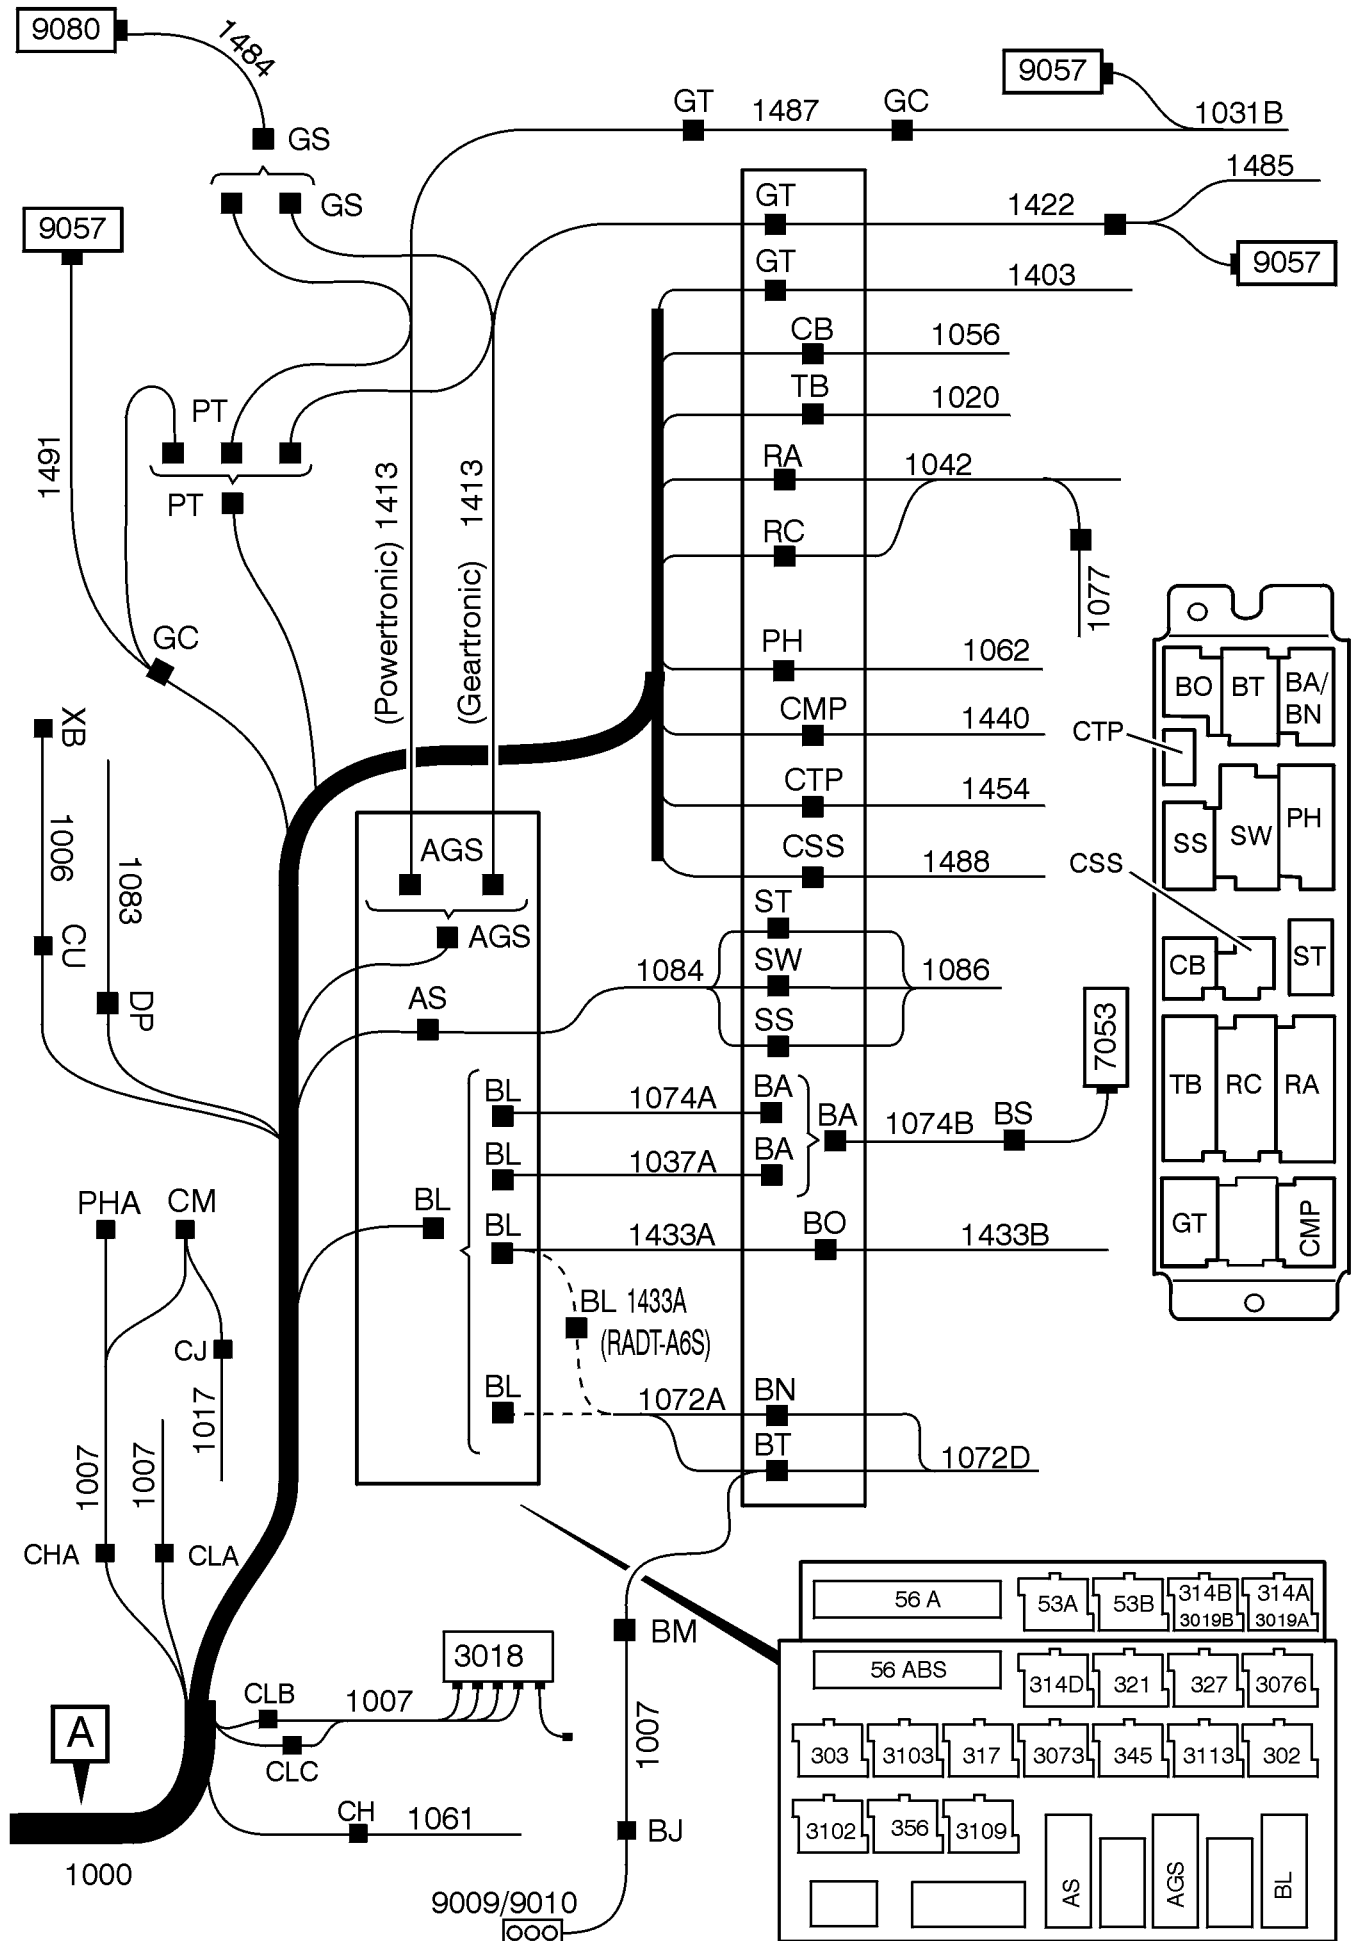 9080
1484
GS
GS
9057
GT
1487
GC
9057
1031B
1485
GT
1422
9057
GT
1403
CB
1056
TB
1020
RA
1042
RC
1077
PH
1062
CMP
1440
CTP
1454
CSS
1488
PT
PT
1491
GC
(Powertronic) 1413
(Geartronic) 1413
XB
1006
CU
1083
DP
AGS
AGS
AS
1084
ST
SW
SS
1086
BL
1074A
BA
BL
1037A
BA
BA
1074B
BS
7053
BL
BL
1433A
BO
1433B
BL 1433A
(RADT-A6S)
BL
1072A
BN
BT
1072D
PHA
CM
CJ
1017
1007
1007
CHA
CLA
CLB
1007
3018
CLC
CH
1061
A
1000
BM
1007
BJ
9009/9010
BO
BT
BA/
BN
CTP
SS
SW
PH
CSS
CB
ST
TB
RC
RA
GT
CMP
56 A
53A
53B
314B
3019B
314A
3019A
56 ABS
314D
321
327
3076
303
3103
317
3073
345
3113
302
3102
356
3109
AS
AGS
BL